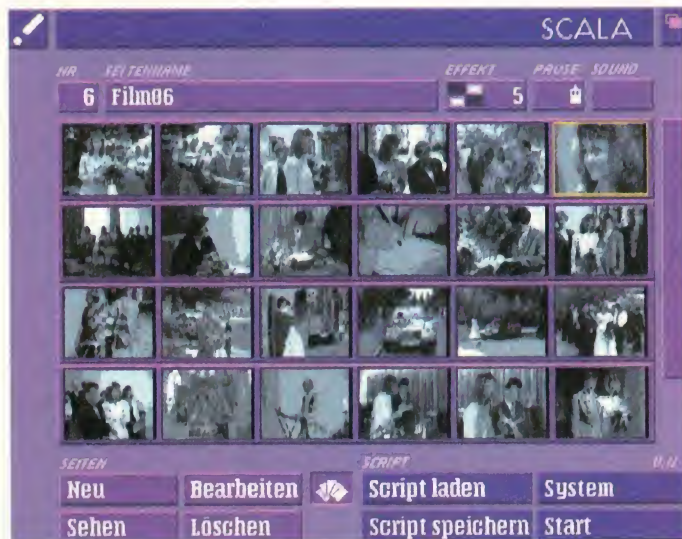 SCALA
NR. SEITENNAME EFFEKT PAUSE SOUND
6 Film06 5
SEITEN SCRIPT
Neu Bearbeiten Script laden System
Sehen Löschen Script speichern Start